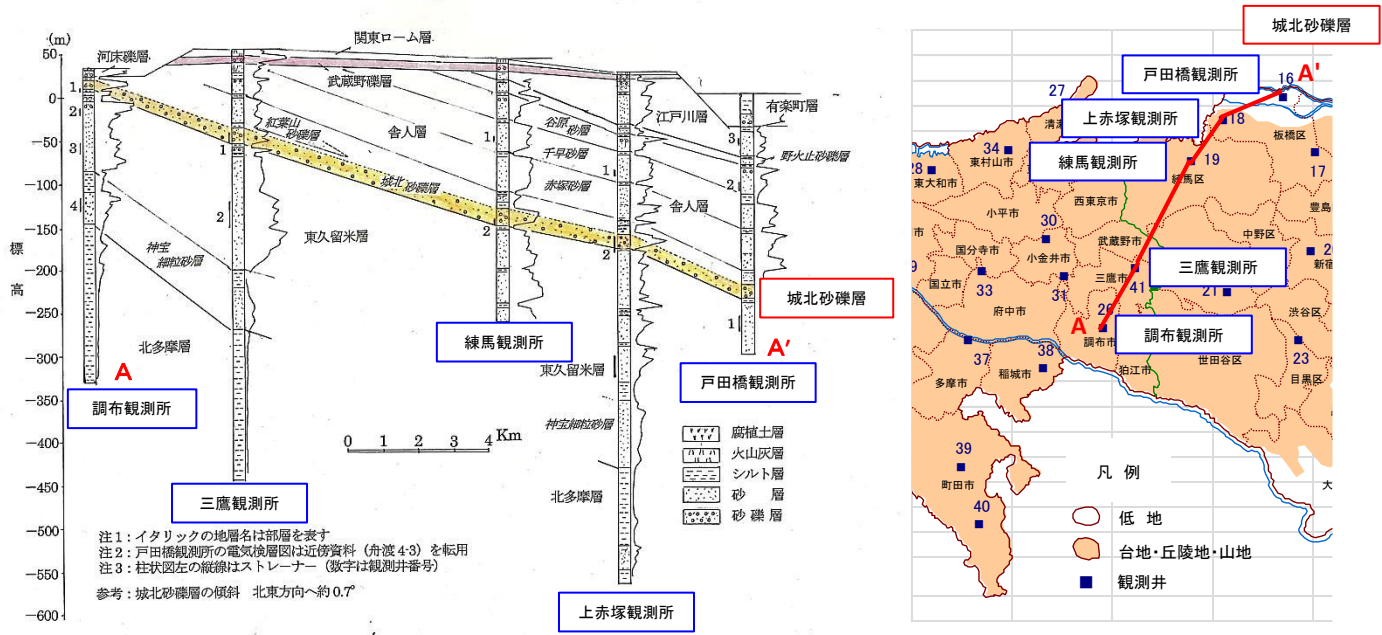 (m)
50
0
−50
−100
−150
−200
−250
−300
−350
−400
−450
−500
−550
−600
標
高
河床礫層
関東ローム層
武蔵野礫層
紅葉山
砂礫層
舎人層
谷原
砂層
千早砂層
赤塚砂層
城北 砂礫層
江戸川層
有楽町層
野火止砂礫層
舎人層
東久留米層
神宝
細粒砂層
北多摩層
東久留米層
神宝細粒砂層
北多摩層
1
2
3
4
1
2
1
2
1
2
3
2
1
城北砂礫層
A
A′
調布観測所
三鷹観測所
練馬観測所
上赤塚観測所
戸田橋観測所
0 1 2 3 4 Km
腐植土層
火山灰層
シルト層
砂 層
砂礫層
注1:イタリックの地層名は部層を表す
注2:戸田橋観測所の電気検層図は近傍資料(舟渡4-3)を転用
注3:柱状図左の縦線はストレーナー(数字は観測井番号)
参考:城北砂礫層の傾斜 北東方向へ約0.7°
城北砂礫層
戸田橋観測所
A'
16
27
上赤塚観測所
清瀬
18
板橋区
練馬観測所
34
東村山市
19
練馬区
17
28
東大和市
西東京市
小平市
豊島
30
武蔵野市
中野区
国分寺市
小金井市
三鷹市
三鷹観測所
新宿
33
31
41
21
国立市
府中市
26
A
調布市
調布観測所
渋谷区
世田谷区
23
37
38
多摩市
稲城市
狛江市
目黒区
39
町田市
40
凡 例
低 地
台地・丘陵地・山地
観測井